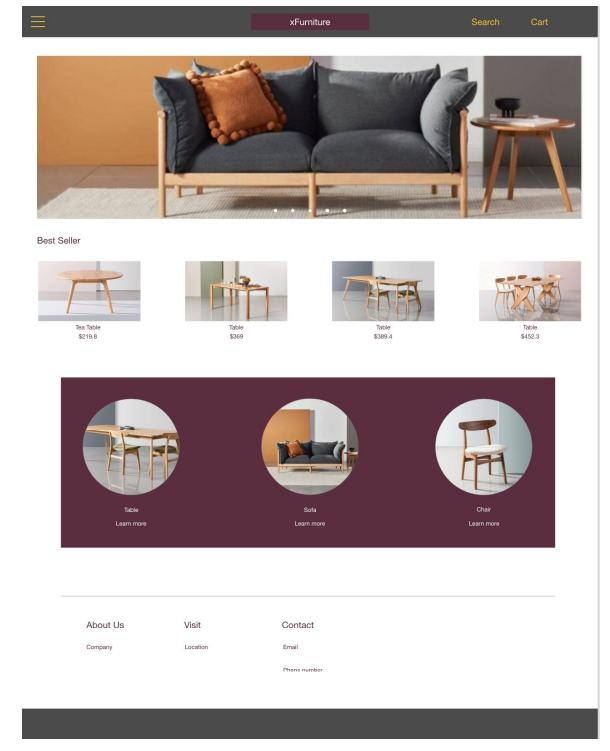 xFurniture Search Cart
Best Seller
Tea Table Table Table Table
$219.8 $369 $389.4 $452.3
Table Sofa Chair
Learn more Learn more Learn more
About Us Visit Contact
Company Location Email
Phone number